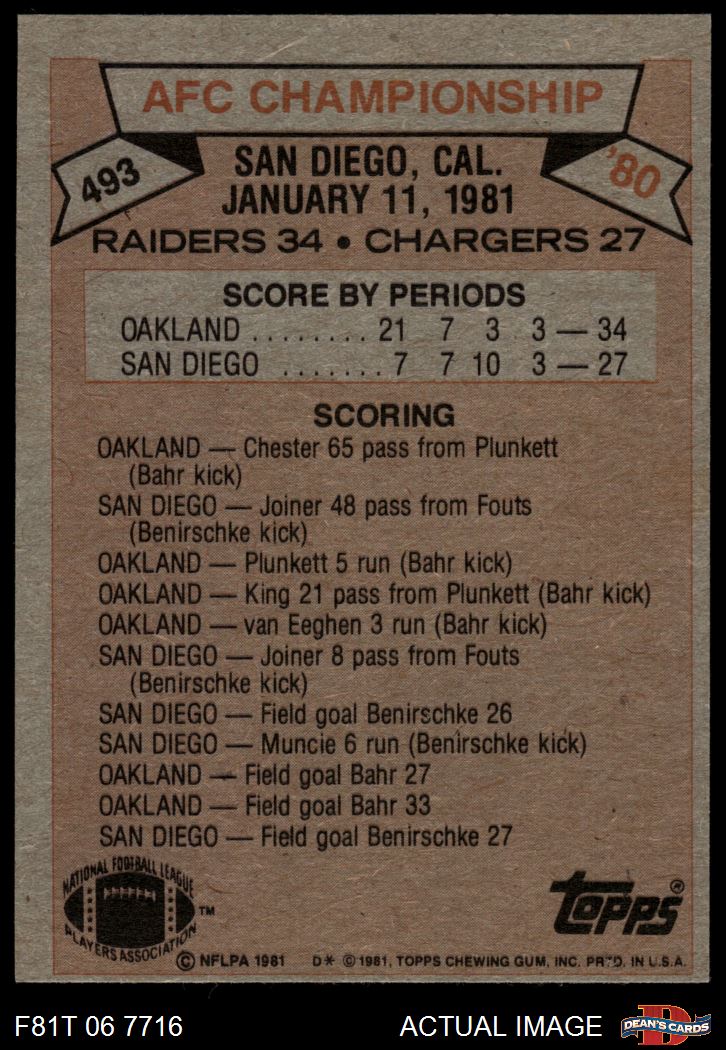 AFC CHAMPIONSHIP
493
SAN DIEGO, CAL.
'80
JANUARY 11, 1981
RAIDERS 34 • CHARGERS 27
SCORE BY PERIODS
OAKLAND ........ 21 7 3 3 — 34
SAN DIEGO ....... 7 7 10 3 — 27
SCORING
OAKLAND — Chester 65 pass from Plunkett
(Bahr kick)
SAN DIEGO — Joiner 48 pass from Fouts
(Benirschke kick)
OAKLAND — Plunkett 5 run (Bahr kick)
OAKLAND — King 21 pass from Plunkett (Bahr kick)
OAKLAND — van Eeghen 3 run (Bahr kick)
SAN DIEGO — Joiner 8 pass from Fouts
(Benirschke kick)
SAN DIEGO — Field goal Benirschke 26
SAN DIEGO — Muncie 6 run (Benirschke kick)
OAKLAND — Field goal Bahr 27
OAKLAND — Field goal Bahr 33
SAN DIEGO — Field goal Benirschke 27
NATIONAL FOOTBALL LEAGUE
PLAYERS ASSOCIATION
TM
topps®
© NFLPA 1981 D* © 1981, TOPPS CHEWING GUM, INC. PRTD. IN U.S.A.
F81T 06 7716 ACTUAL IMAGE
D
DEAN'S CARDS